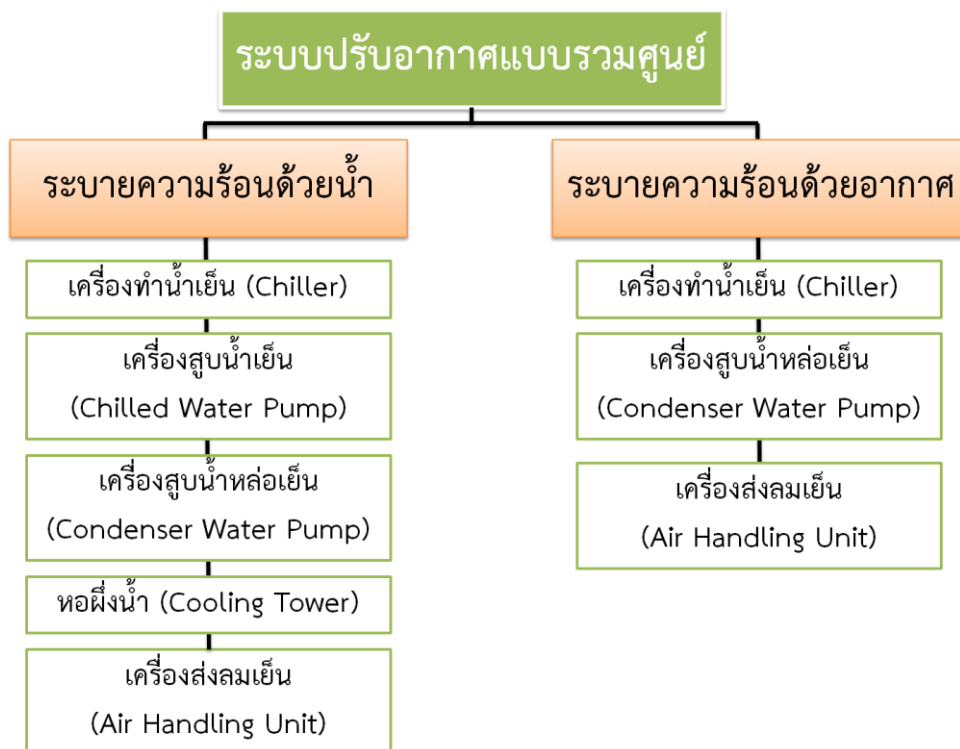 ระบบปรับอากาศแบบรวมศูนย์
ระบายความร้อนด้วยน้ำ
เครื่องทำน้ำเย็น (Chiller)
เครื่องสูบน้ำเย็น
(Chilled Water Pump)
เครื่องสูบน้ำหล่อเย็น
(Condenser Water Pump)
หอผึ่งน้ำ (Cooling Tower)
เครื่องส่งลมเย็น
(Air Handling Unit)
ระบายความร้อนด้วยอากาศ
เครื่องทำน้ำเย็น (Chiller)
เครื่องสูบน้ำหล่อเย็น
(Condenser Water Pump)
เครื่องส่งลมเย็น
(Air Handling Unit)